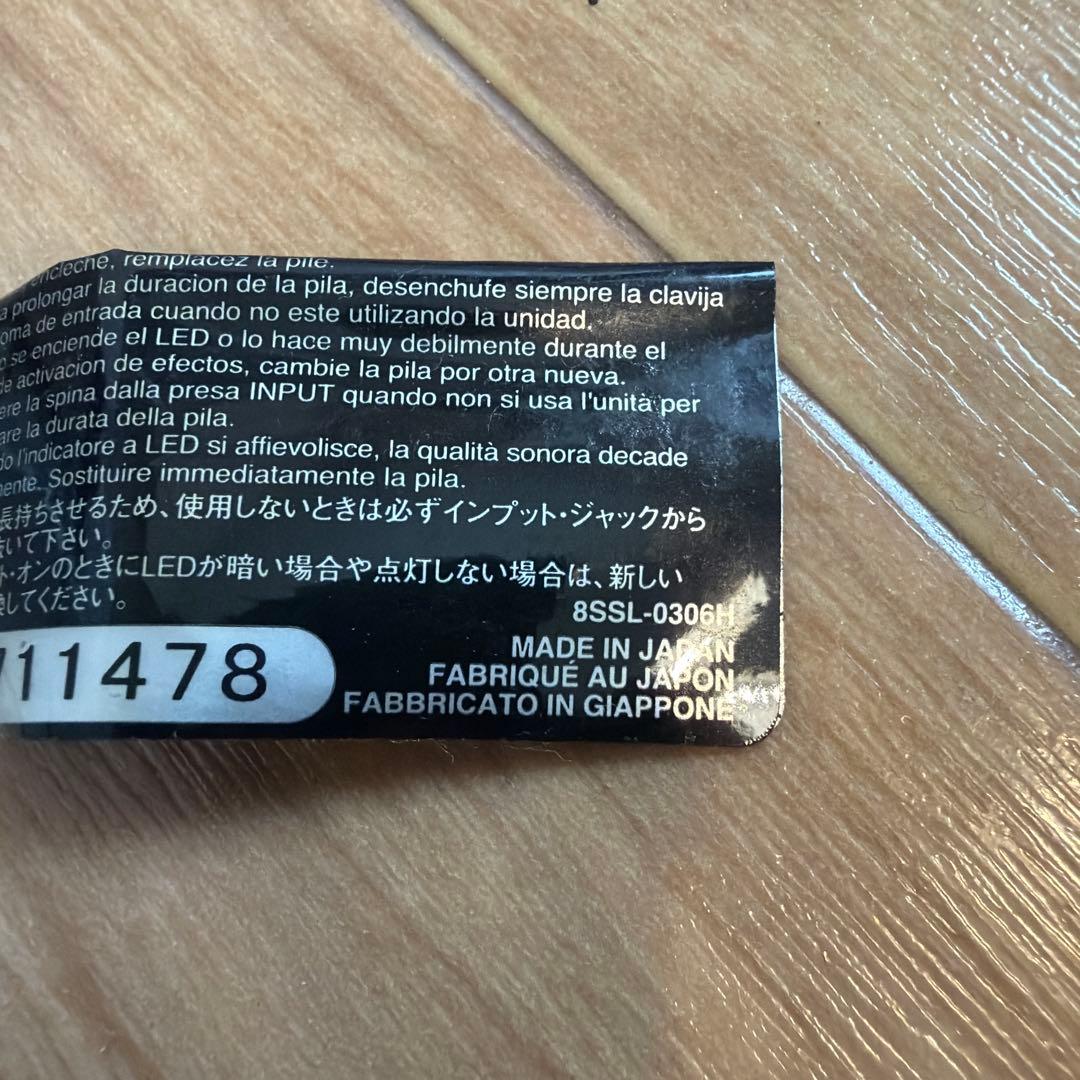 remplacez la pile.
prolongar la duracion de la pila, desenchufe siempre la clavija
toma de entrada cuando no este utilizando la unidad.
se enciende el LED o lo hace muy debilmente durante el
de activacion de efectos, cambie la pila por otra nueva.
la spina dalla presa INPUT quando non si usa l'unità per
la durata della pila.
l'indicatore a LED si affievolisce, la qualità sonora decade
Sostituire immediatamente la pila.
長持ちさせるため、使用しないときは必ずインプット・ジャックから
いて下さい。
ト・オンのときにLEDが暗い場合や点灯しない場合は、新しい
してください。
8SSL-0306H
MADE IN JAPAN
11478
FABRIQUÉ AU JAPON
FABBRICATO IN GIAPPONE